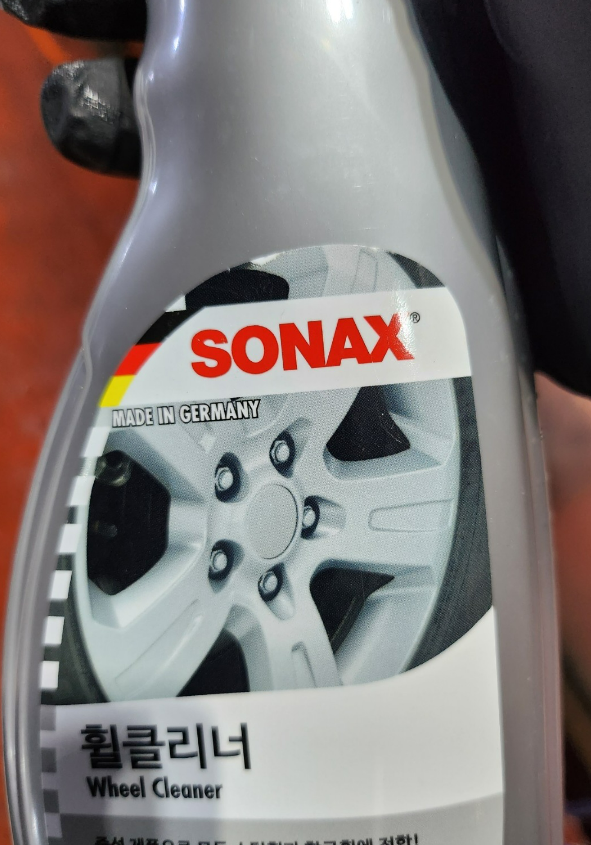 SONAX®
MADE IN GERMANY
휠클리너
Wheel Cleaner